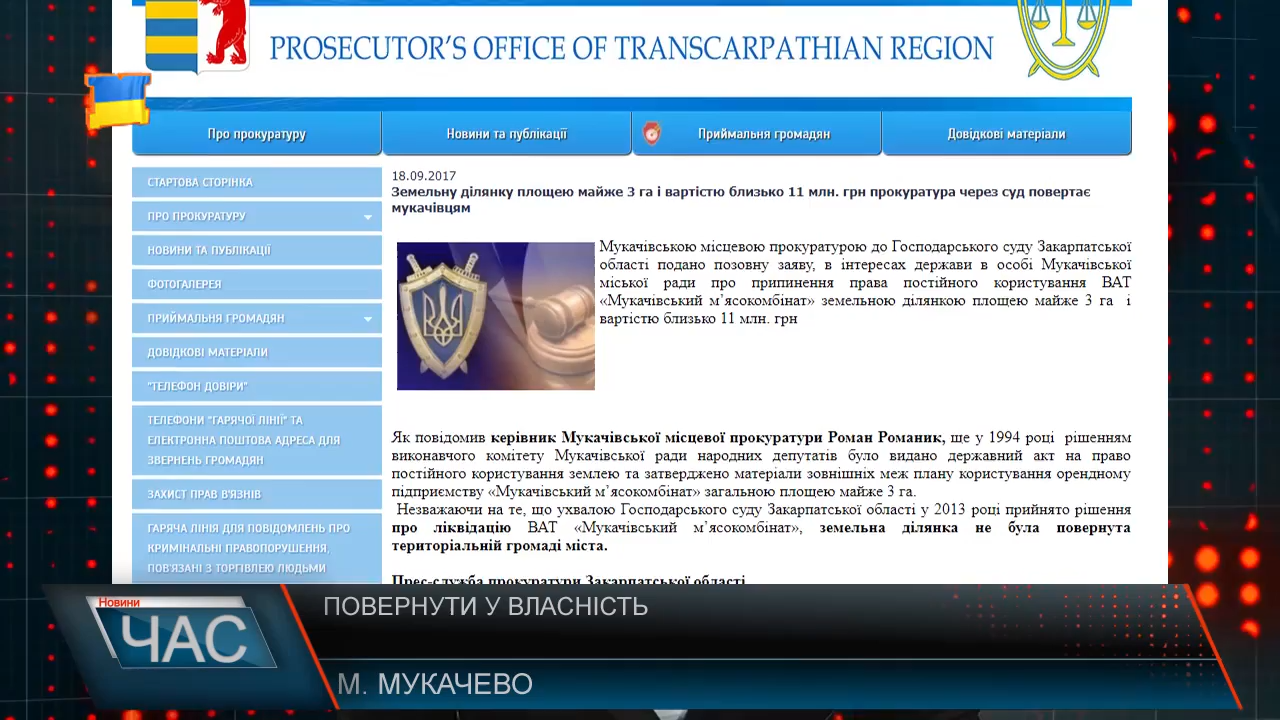 PROSECUTOR'S OFFICE OF TRANSCARPATHIAN REGION
Про прокуратуру
Новини та публікації
Приймальня громадян
Довідкові матеріали
СТАРТОВА СТОРІНКА
ПРО ПРОКУРАТУРУ
НОВИНИ ТА ПУБЛІКАЦІЇ
ФОТОГАЛЕРЕЯ
ПРИЙМАЛЬНЯ ГРОМАДЯН
ДОВІДКОВІ МАТЕРІАЛИ
"ТЕЛЕФОН ДОВІРИ"
ТЕЛЕФОНИ "ГАРЯЧОЇ ЛІНІЇ" ТА
ЕЛЕКТРОННА ПОШТОВА АДРЕСА ДЛЯ
ЗВЕРНЕНЬ ГРОМАДЯН
ЗАХИСТ ПРАВ В'ЯЗНІВ
ГАРЯЧА ЛІНІЯ ДЛЯ ПОВІДОМЛЕНЬ ПРО
КРИМІНАЛЬНІ ПРАВОПОРУШЕННЯ,
ПОВ'ЯЗАНІ З ТОРГІВЛЕЮ ЛЮДЬМИ
18.09.2017
Земельну ділянку площею майже 3 га і вартістю близько 11 млн. грн прокуратура через суд повертає
мукачівцям
Мукачівською місцевою прокуратурою до Господарського суду Закарпатської
області подано позовну заяву, в інтересах держави в особі Мукачівської
міської ради про припинення права постійного користування ВАТ
«Мукачівський м’ясокомбінат» земельною ділянкою площею майже 3 га і
вартістю близько 11 млн. грн
Як повідомив керівник Мукачівської місцевої прокуратури Роман Романик, ще у 1994 році рішенням
виконавчого комітету Мукачівської ради народних депутатів було видано державний акт на право
постійного користування землею та затверджено матеріали зовнішніх меж плану користування орендному
підприємству «Мукачівський м’ясокомбінат» загальною площею майже 3 га.
Незважаючи на те, що ухвалою Господарського суду Закарпатської області у 2013 році прийнято рішення
про ліквідацію ВАТ «Мукачівський м’ясокомбінат», земельна ділянка не була повернута
територіальній громаді міста.
Прес-служба прокуратури Закарпатської області
Новини
ЧАС
ПОВЕРНУТИ У ВЛАСНІСТЬ
М. МУКАЧЕВО